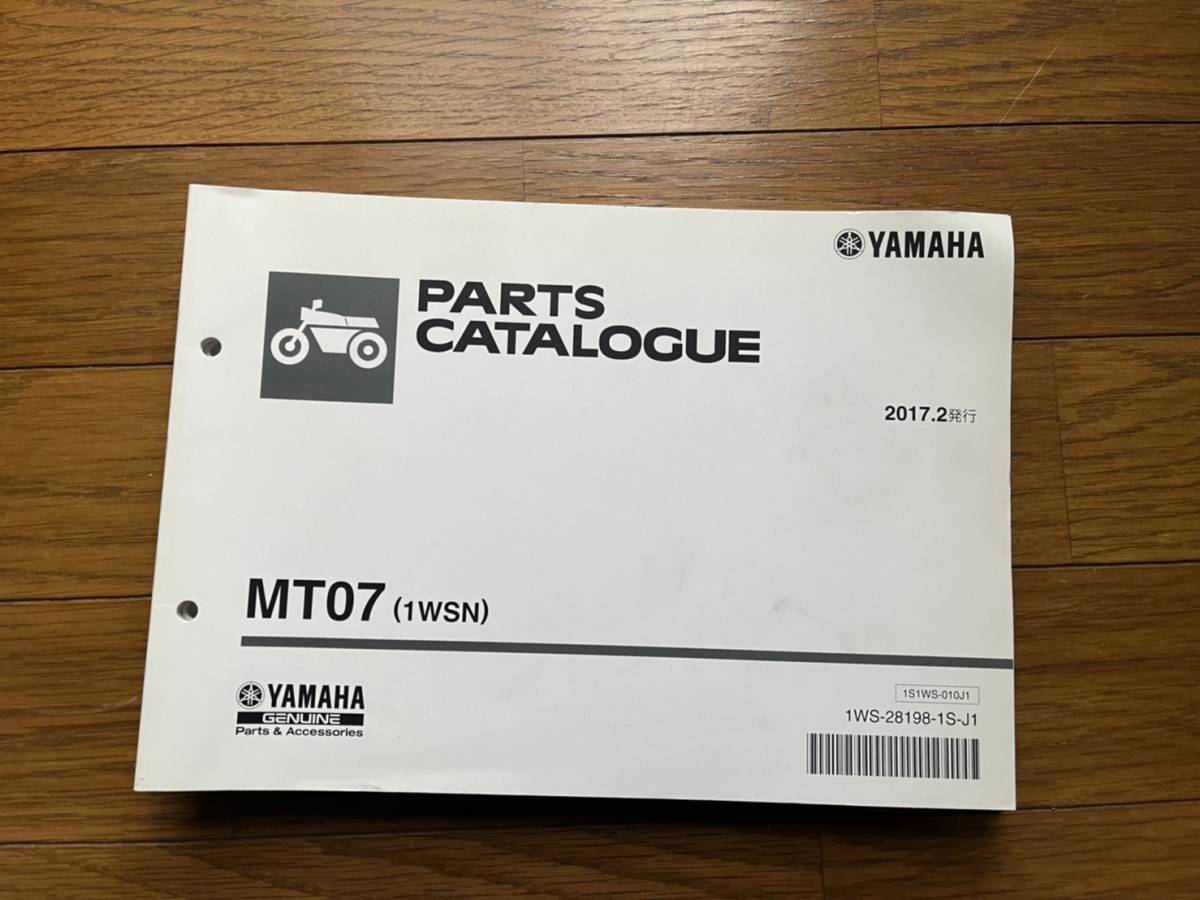 YAMAHA
PARTS
CATALOGUE
2017.2発行
MT07 (1WSN)
YAMAHA
GENUINE
Parts & Accessories
1S1WS-010J1
1WS-28198-1S-J1